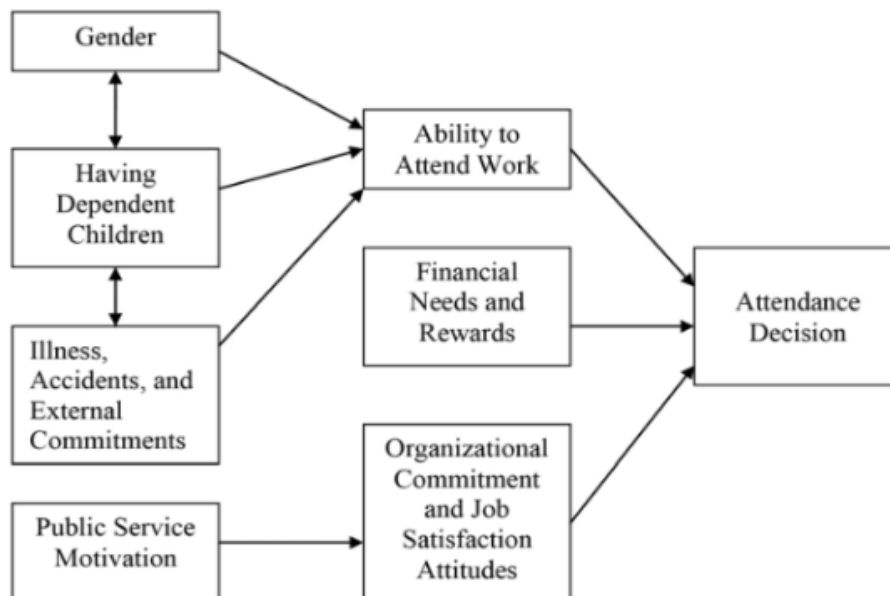 Gender
Having
Dependent
Children
Illness,
Accidents, and
External
Commitments
Public Service
Motivation
Ability to
Attend Work
Financial
Needs and
Rewards
Organizational
Commitment
and Job
Satisfaction
Attitudes
Attendance
Decision